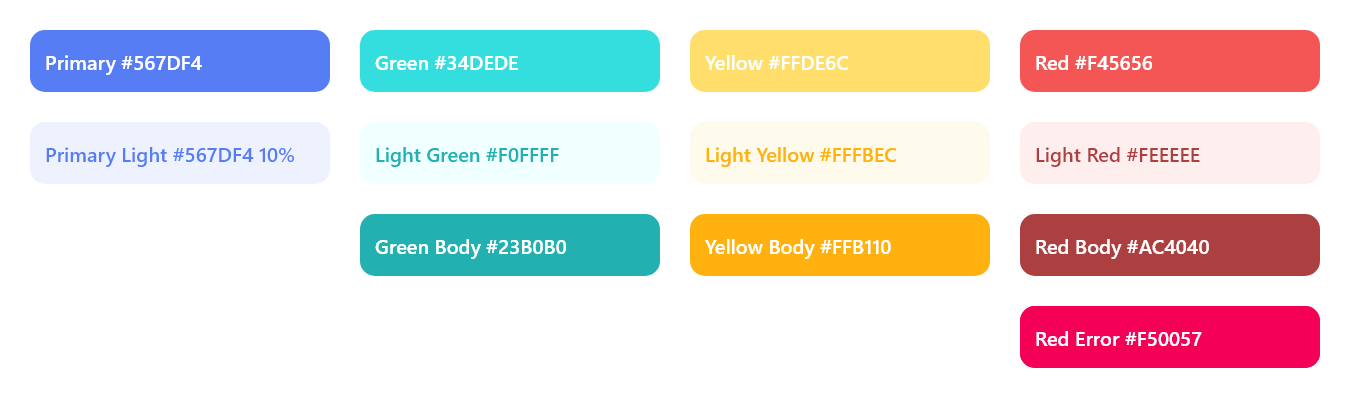 Primary #567DF4
Green #34DEDE
Yellow #FFDE6C
Red #F45656
Primary Light #567DF4 10%
Light Green #F0FFFF
Light Yellow #FFFBEC
Light Red #FEEEEE
Green Body #23B0B0
Yellow Body #FFB110
Red Body #AC4040
Red Error #F50057